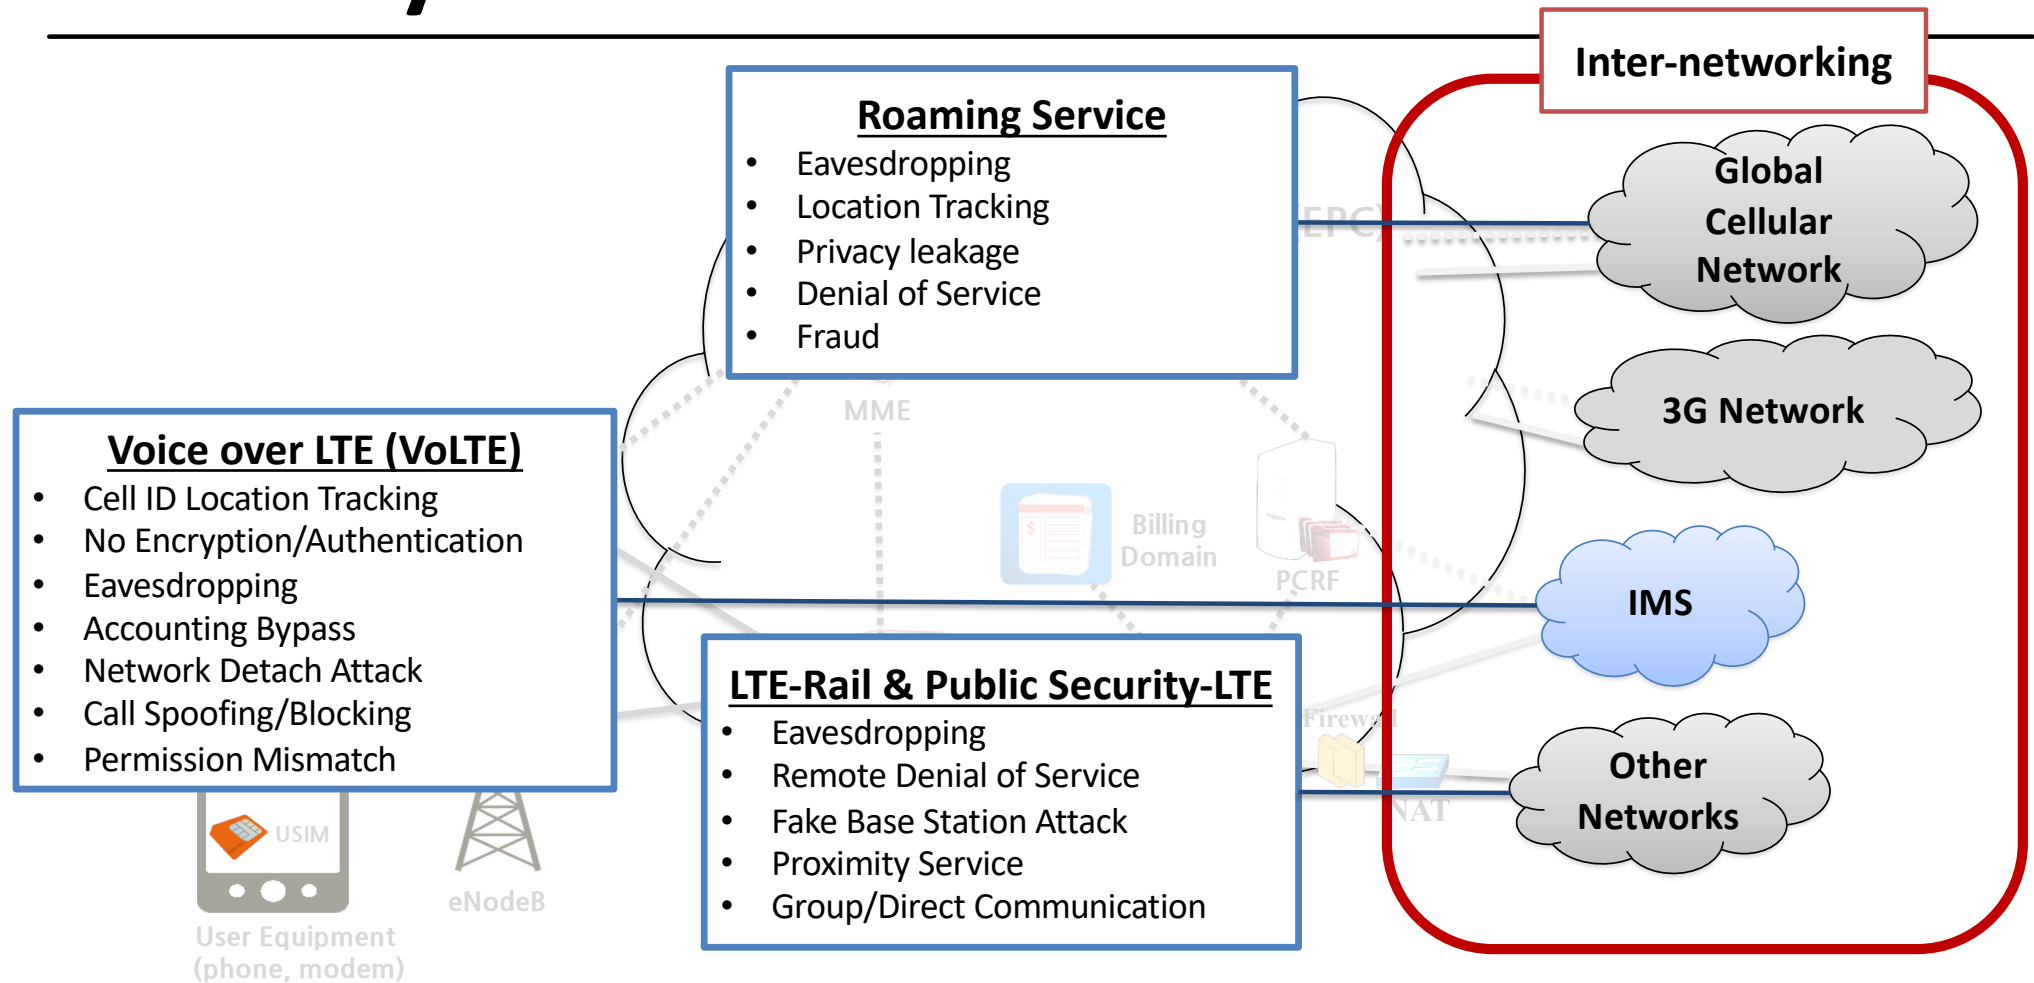 Inter-networking
Roaming Service
• Eavesdropping
• Location Tracking
• Privacy leakage
• Denial of Service
• Fraud
(EPC)
Global
Cellular
Network
3G Network
MME
Voice over LTE (VoLTE)
• Cell ID Location Tracking
• No Encryption/Authentication
• Eavesdropping
• Accounting Bypass
• Network Detach Attack
• Call Spoofing/Blocking
• Permission Mismatch
Billing
Domain
PCRF
IMS
LTE-Rail & Public Security-LTE
• Eavesdropping
• Remote Denial of Service
• Fake Base Station Attack
• Proximity Service
• Group/Direct Communication
Firewall
NAT
Other
Networks
USIM
eNodeB
User Equipment
(phone, modem)